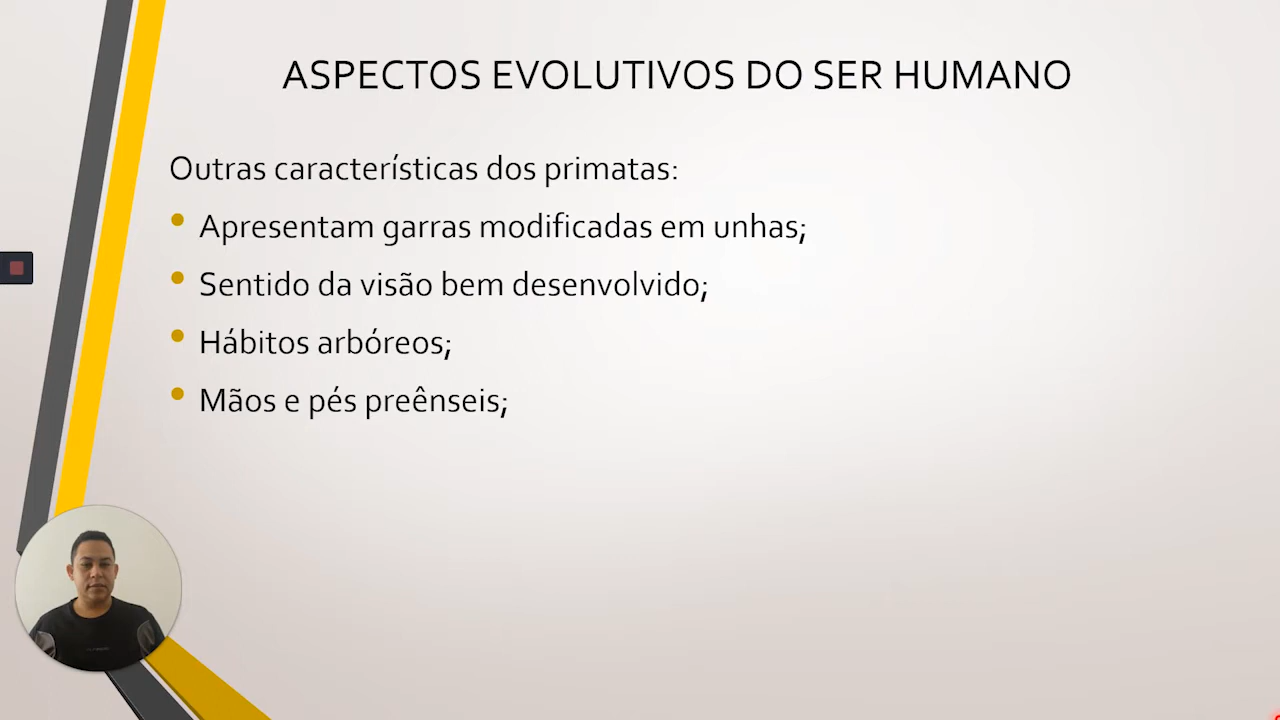 ASPECTOS EVOLUTIVOS DO SER HUMANO
Outras características dos primatas:
• Apresentam garras modificadas em unhas;
• Sentido da visão bem desenvolvido;
• Hábitos arbóreos;
• Mãos e pés preênseis;